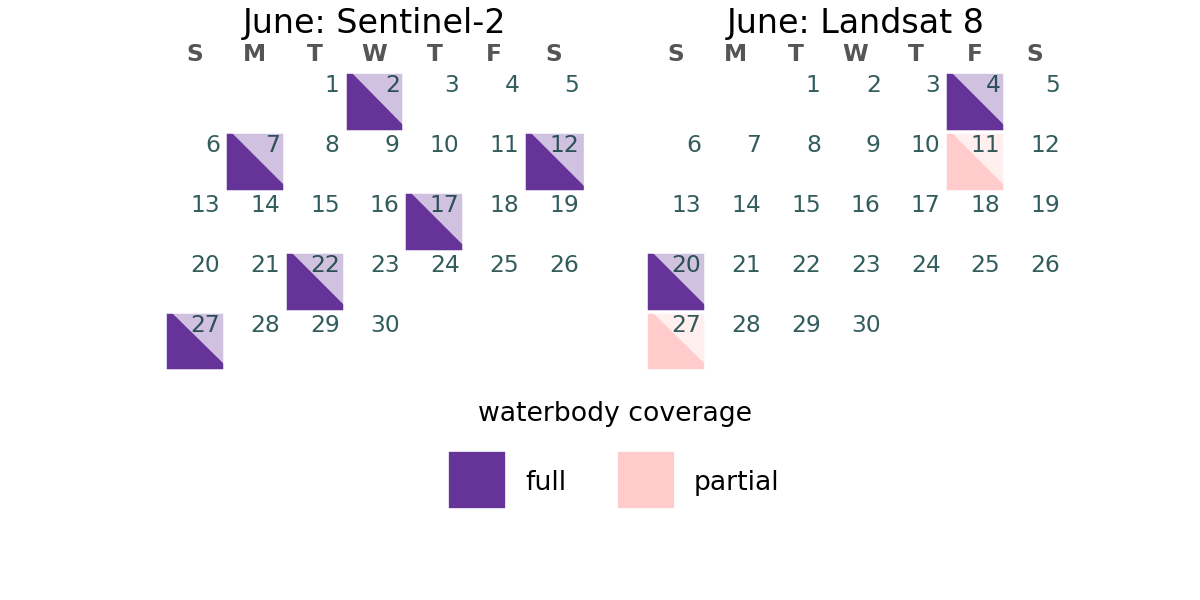 June: Sentinel-2
S M T W T F S
1 2 3 4 5
6 7 8 9 10 11 12
13 14 15 16 17 18 19
20 21 22 23 24 25 26
27 28 29 30
June: Landsat 8
S M T W T F S
1 2 3 4 5
6 7 8 9 10 11 12
13 14 15 16 17 18 19
20 21 22 23 24 25 26
27 28 29 30
waterbody coverage
full
partial